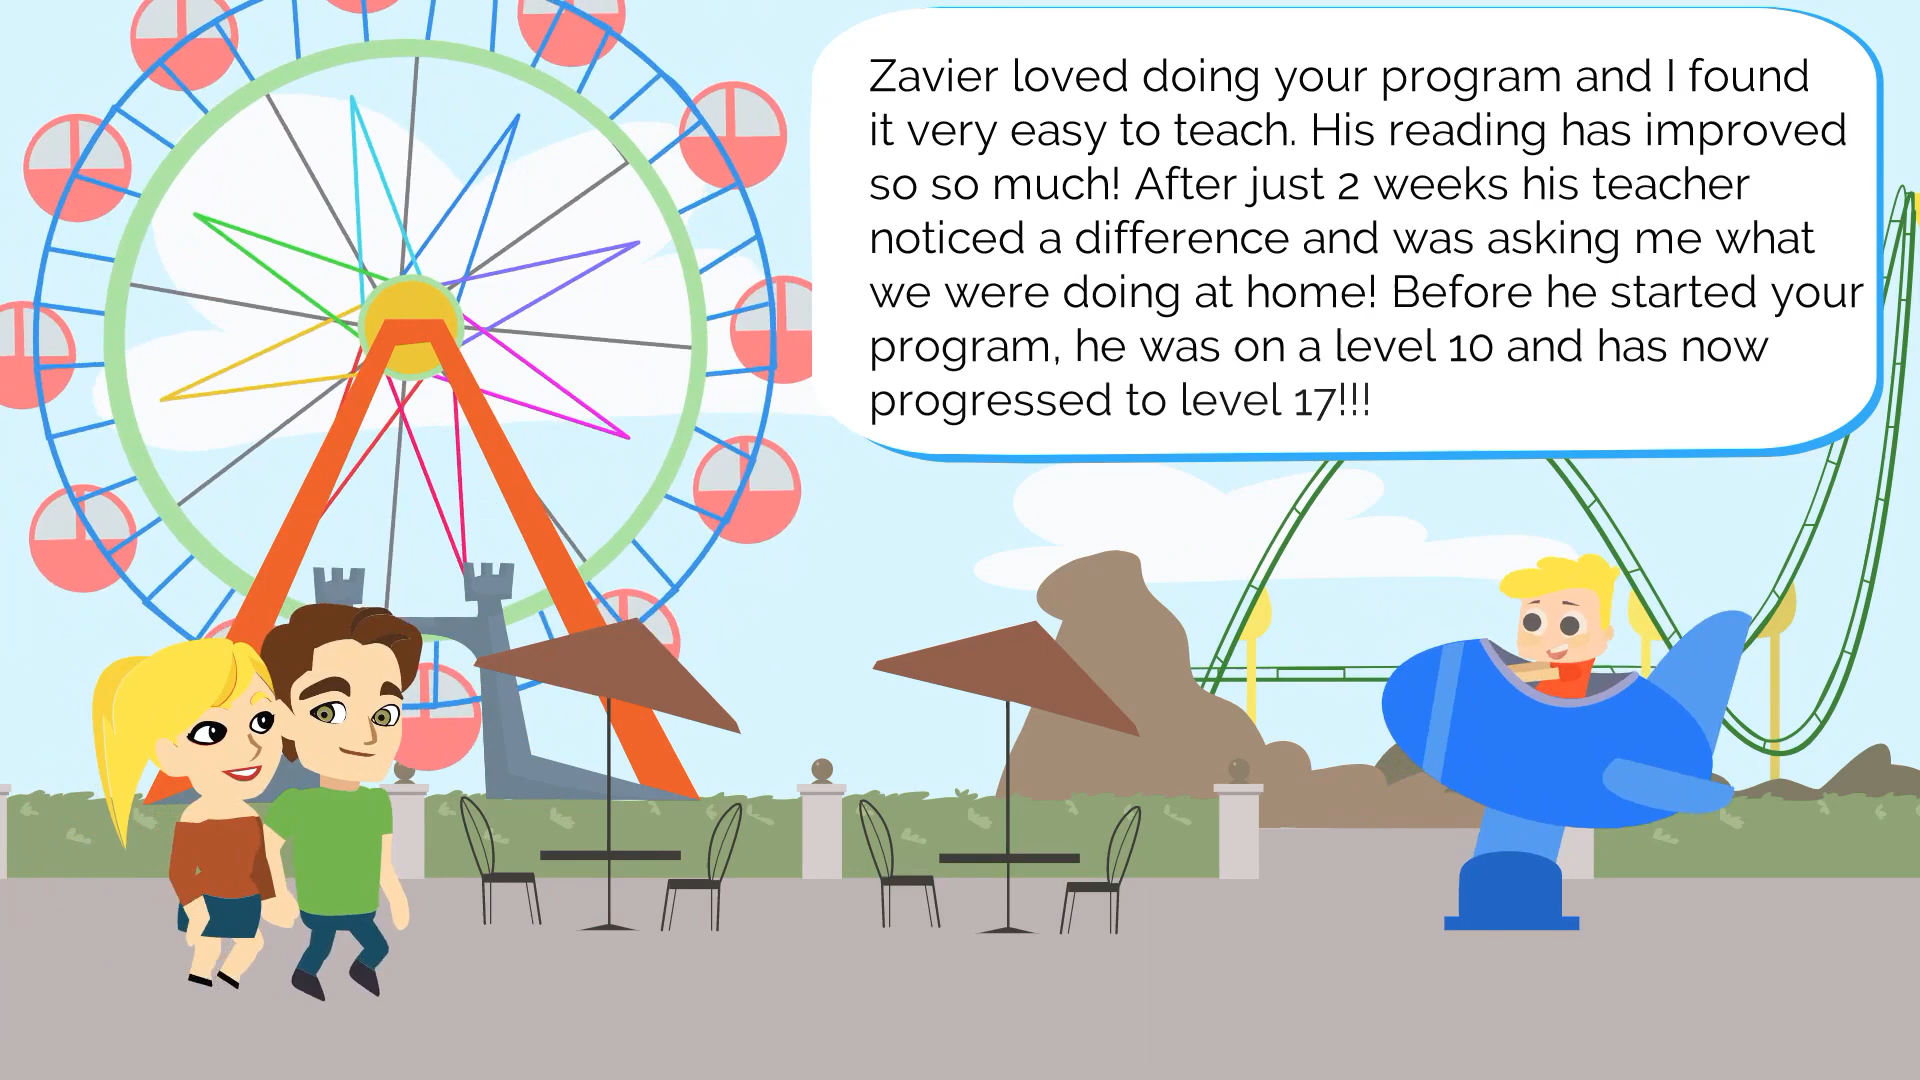 Zavier loved doing your program and I found
it very easy to teach. His reading has improved
so so much! After just 2 weeks his teacher
noticed a difference and was asking me what
we were doing at home! Before he started your
program, he was on a level 10 and has now
progressed to level 17!!!